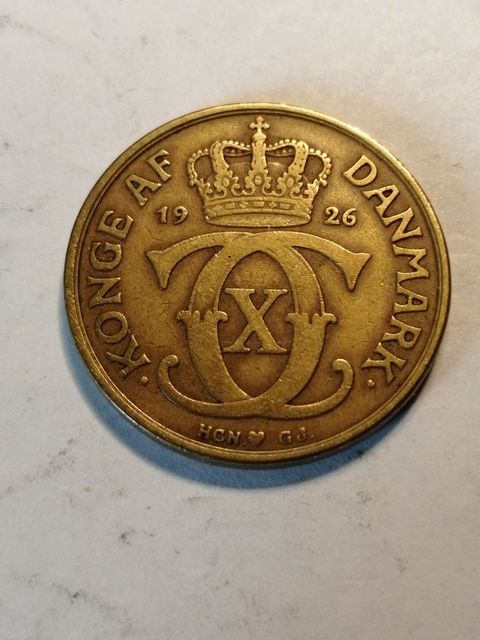 KONGE AF DANMARK
19 26
X
HCN.♥ GJ.